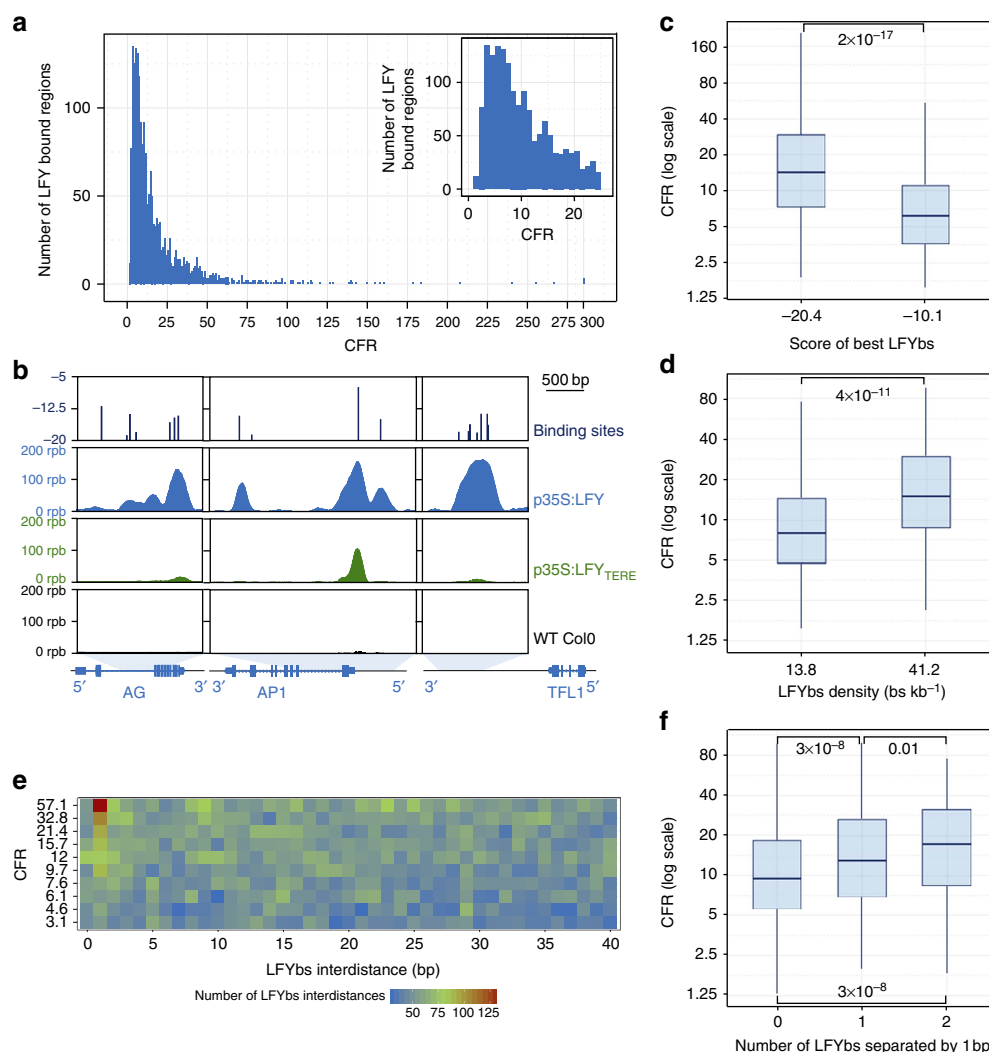 a
Number of LFY bound regions
100
50
0
0 25 50 75 100 125 150 175 200 225 250 275 300
CFR
Number of LFY
bound regions
100
50
0
0 10 20
CFR
b
−5
−12.5
−20
500 bp
Binding sites
200 rpb
100 rpb
0 rpb
p35S:LFY
200 rpb
100 rpb
0 rpb
p35S:LFY_TERE
200 rpb
100 rpb
0 rpb
WT Col0
5′ AG 3′ 3′ AP1 5′ 3′ TFL1 5′
e
CFR
57.1
32.8
21.4
15.7
12
9.7
7.6
6.1
4.6
3.1
0 5 10 15 20 25 30 35 40
LFYbs interdistance (bp)
Number of LFYbs interdistances
50 75 100 125
c
CFR (log scale)
160
80
40
20
10
5
2.5
1.25
2×10⁻¹⁷
−20.4 −10.1
Score of best LFYbs
d
CFR (log scale)
80
40
20
10
5
2.5
1.25
4×10⁻¹¹
13.8 41.2
LFYbs density (bs kb⁻¹)
f
CFR (log scale)
80
40
20
10
5
2.5
1.25
3×10⁻⁸ 0.01
3×10⁻⁸
0 1 2
Number of LFYbs separated by 1bp